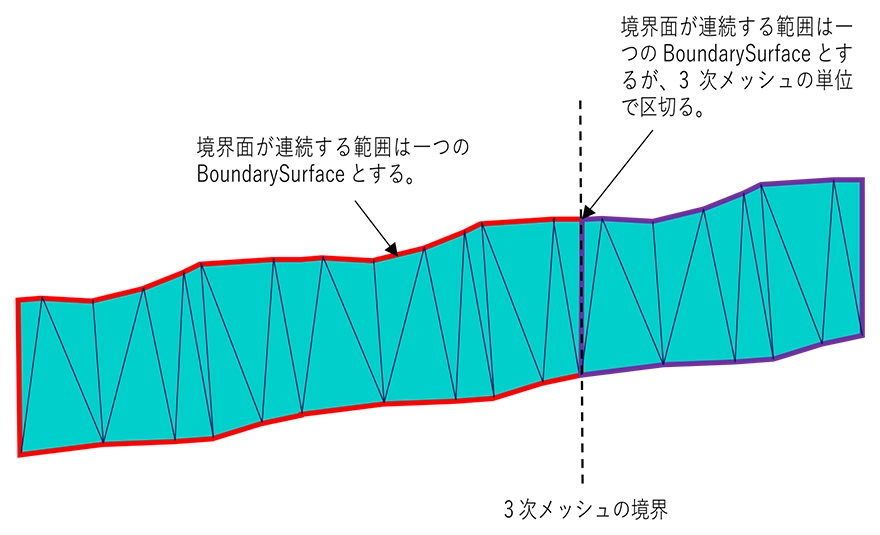 境界面が連続する範囲は一
つの BoundarySurface とす
るが、3 次メッシュの単位
で区切る。
境界面が連続する範囲は一つの
BoundarySurface とする。
3 次メッシュの境界